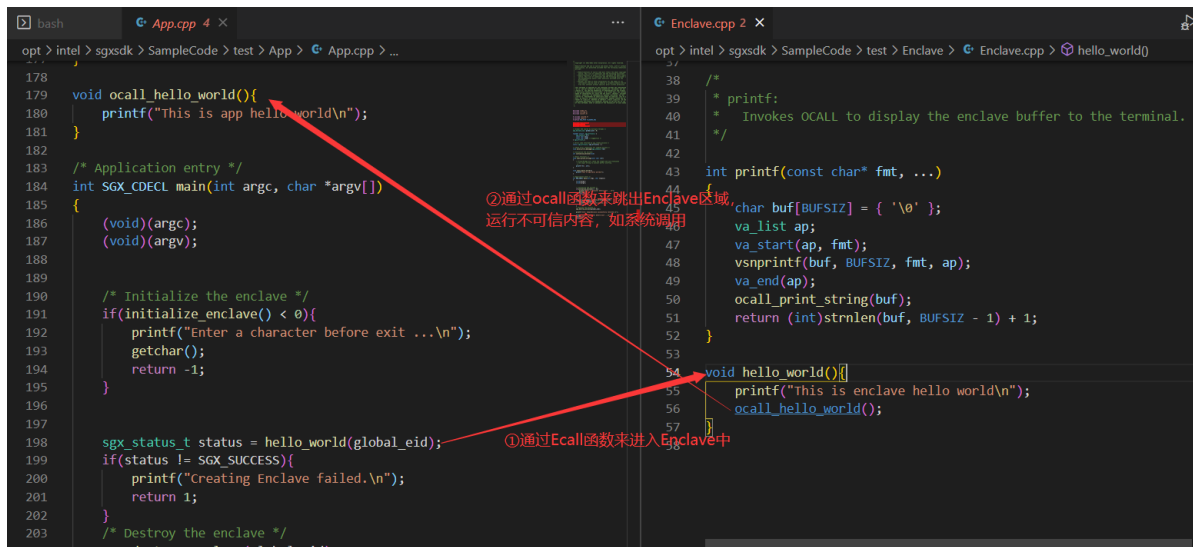 bash
App.cpp 4
opt > intel > sgxsdk > SampleCode > test > App > App.cpp > ...
178
179 void ocall_hello_world(){
180 printf("This is app hello world\n");
181 }
182
183 /* Application entry */
184 int SGX_CDECL main(int argc, char *argv[])
185 {
186 (void)(argc);
187 (void)(argv);
188
189
190 /* Initialize the enclave */
191 if(initialize_enclave() < 0){
192 printf("Enter a character before exit ...\n");
193 getchar();
194 return -1;
195 }
196
197
198 sgx_status_t status = hello_world(global_eid);
199 if(status != SGX_SUCCESS){
200 printf("Creating Enclave failed.\n");
201 return 1;
202 }
203 /* Destroy the enclave */
②通过ocall函数来跳出Enclave区域,
运行不可信内容，如系统调用
①通过Ecall函数来进入Enclave中
Enclave.cpp 2
opt > intel > sgxsdk > SampleCode > test > Enclave > Enclave.cpp > hello_world()
37
38 /*
39 * printf:
40 * Invokes OCALL to display the enclave buffer to the terminal.
41 */
42
43 int printf(const char* fmt, ...)
44 {
45 char buf[BUFSIZ] = { '\0' };
46 va_list ap;
47 va_start(ap, fmt);
48 vsnprintf(buf, BUFSIZ, fmt, ap);
49 va_end(ap);
50 ocall_print_string(buf);
51 return (int)strnlen(buf, BUFSIZ - 1) + 1;
52 }
53
54 void hello_world(){
55 printf("This is enclave hello world\n");
56 ocall_hello_world();
57 }
58